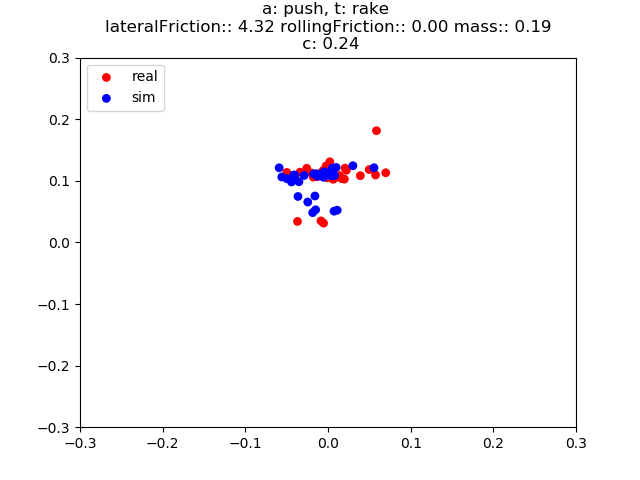 a: push, t: rake
lateralFriction:: 4.32 rollingFriction:: 0.00 mass:: 0.19
c: 0.24
real
sim
0.3
0.2
0.1
0.0
−0.1
−0.2
−0.3
−0.3 −0.2 −0.1 0.0 0.1 0.2 0.3